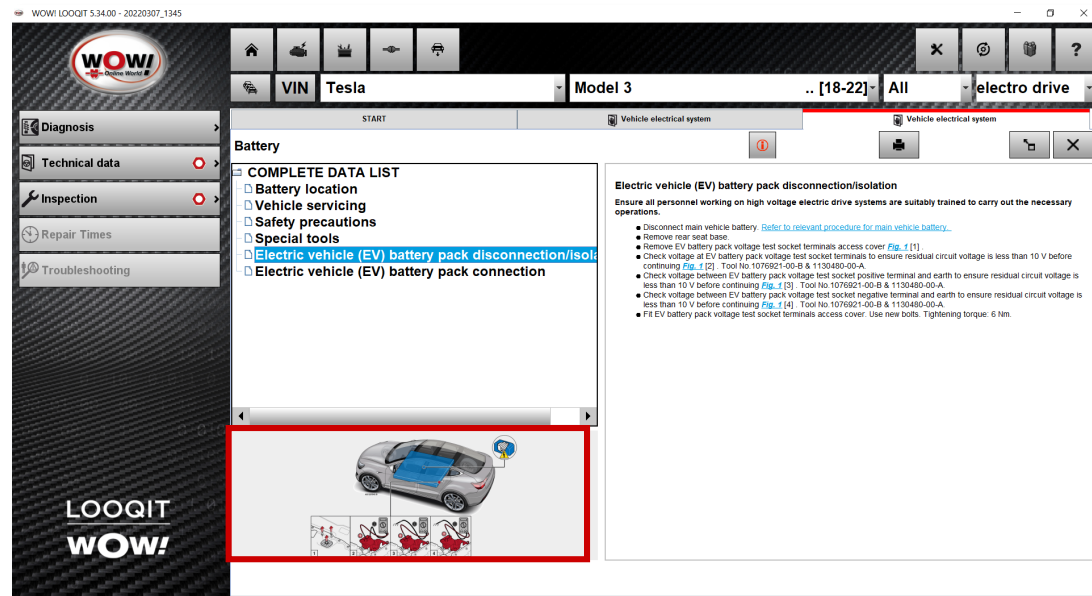 WOW! LOOQIT 5.34.00 - 20220307_1345
WOW!
Online World
?
VIN
Tesla
Model 3
.. [18-22]
All
electro drive
Diagnosis
Technical data
Inspection
Repair Times
Troubleshooting
START
Vehicle electrical system
Vehicle electrical system
Battery
COMPLETE DATA LIST
Battery location
Vehicle servicing
Safety precautions
Special tools
Electric vehicle (EV) battery pack disconnection/isola
Electric vehicle (EV) battery pack connection
Electric vehicle (EV) battery pack disconnection/isolation
Ensure all personnel working on high voltage electric drive systems are suitably trained to carry out the necessary
operations.
Disconnect main vehicle battery. Refer to relevant procedure for main vehicle battery.
Remove rear seat base.
Remove EV battery pack voltage test socket terminals access cover Fig. 1 [1] .
Check voltage at EV battery pack voltage test socket terminals to ensure residual circuit voltage is less than 10 V before
continuing Fig. 1 [2] . Tool No.1076921-00-B & 1130480-00-A.
Check voltage between EV battery pack voltage test socket positive terminal and earth to ensure residual circuit voltage is
less than 10 V before continuing Fig. 1 [3] . Tool No.1076921-00-B & 1130480-00-A.
Check voltage between EV battery pack voltage test socket negative terminal and earth to ensure residual circuit voltage is
less than 10 V before continuing Fig. 1 [4] . Tool No.1076921-00-B & 1130480-00-A.
Fit EV battery pack voltage test socket terminals access cover. Use new bolts. Tightening torque: 6 Nm.
1
2
3
4
LOOQIT
WOW!